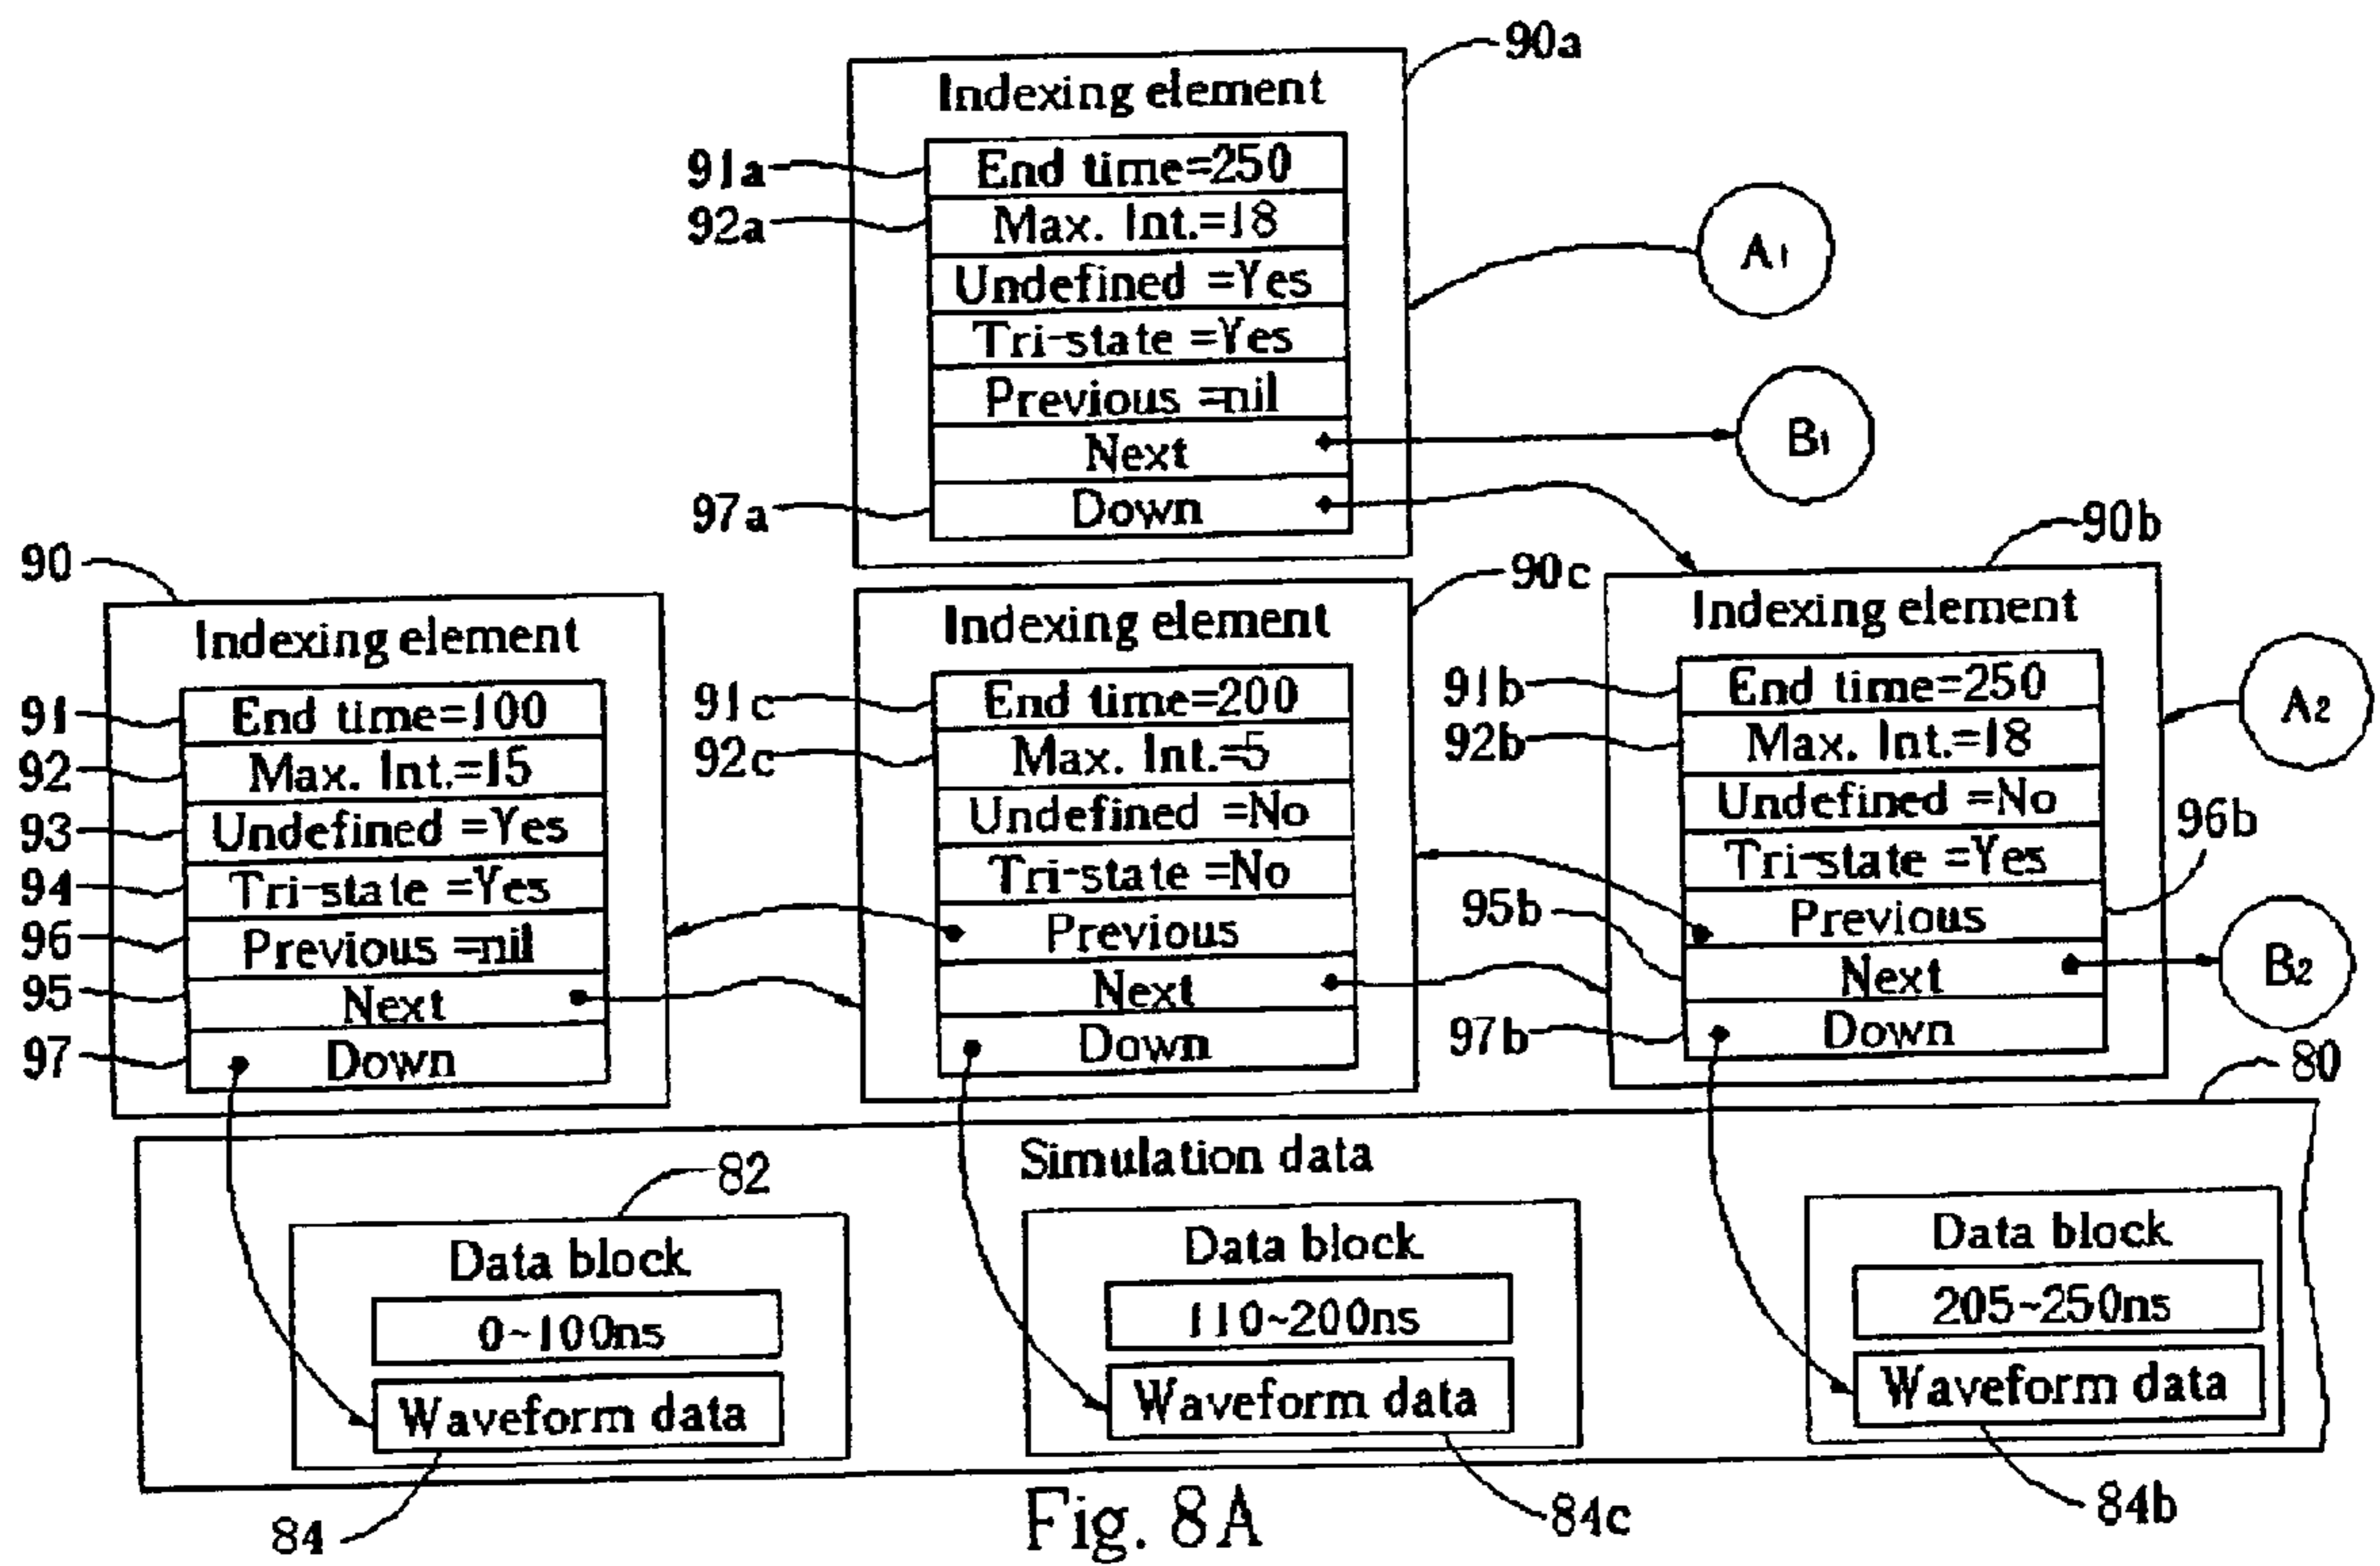 90a
Indexing element
91a
End time=250
92a
Max. Int.=18
Undefined =Yes
Tri-state =Yes
Previous =nil
Next
97a
Down
A1
B1
90
Indexing element
91
End time=100
92
Max. Int.=15
93
Undefined =Yes
94
Tri-state =Yes
96
Previous =nil
95
Next
97
Down
90c
Indexing element
91c
End time=200
92c
Max. Int.=5
Undefined =No
Tri-state =No
Previous
Next
Down
90b
Indexing element
91b
End time=250
92b
Max. Int.=18
Undefined =No
Tri-state =Yes
96b
Previous
95b
Next
97b
Down
A2
B2
80
Simulation data
82
Data block
0~100ns
Waveform data
84
Data block
110~200ns
Waveform data
84c
Data block
205~250ns
Waveform data
84b
Fig. 8A